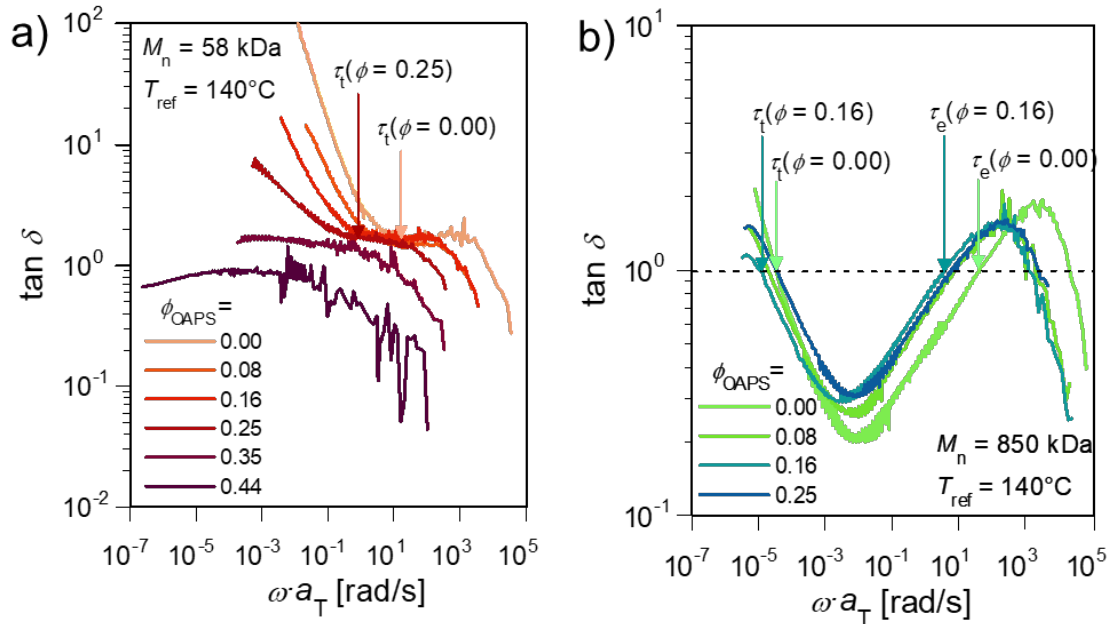 a)
M_n = 58 kDa
T_ref = 140°C
τ_t(ϕ = 0.25)
τ_t(ϕ = 0.00)
ϕ_OAPS=
0.00
0.08
0.16
0.25
0.35
0.44
10^2
10^1
10^0
10^-1
10^-2
tan δ
10^-7
10^-5
10^-3
10^-1
10^1
10^3
10^5
ω·a_T [rad/s]
b)
τ_t(ϕ = 0.16)
τ_e(ϕ = 0.16)
τ_t(ϕ = 0.00)
τ_e(ϕ = 0.00)
ϕ_OAPS=
0.00
0.08
0.16
0.25
M_n = 850 kDa
T_ref = 140°C
10^1
10^0
10^-1
tan δ
10^-7
10^-5
10^-3
10^-1
10^1
10^3
10^5
ω·a_T [rad/s]